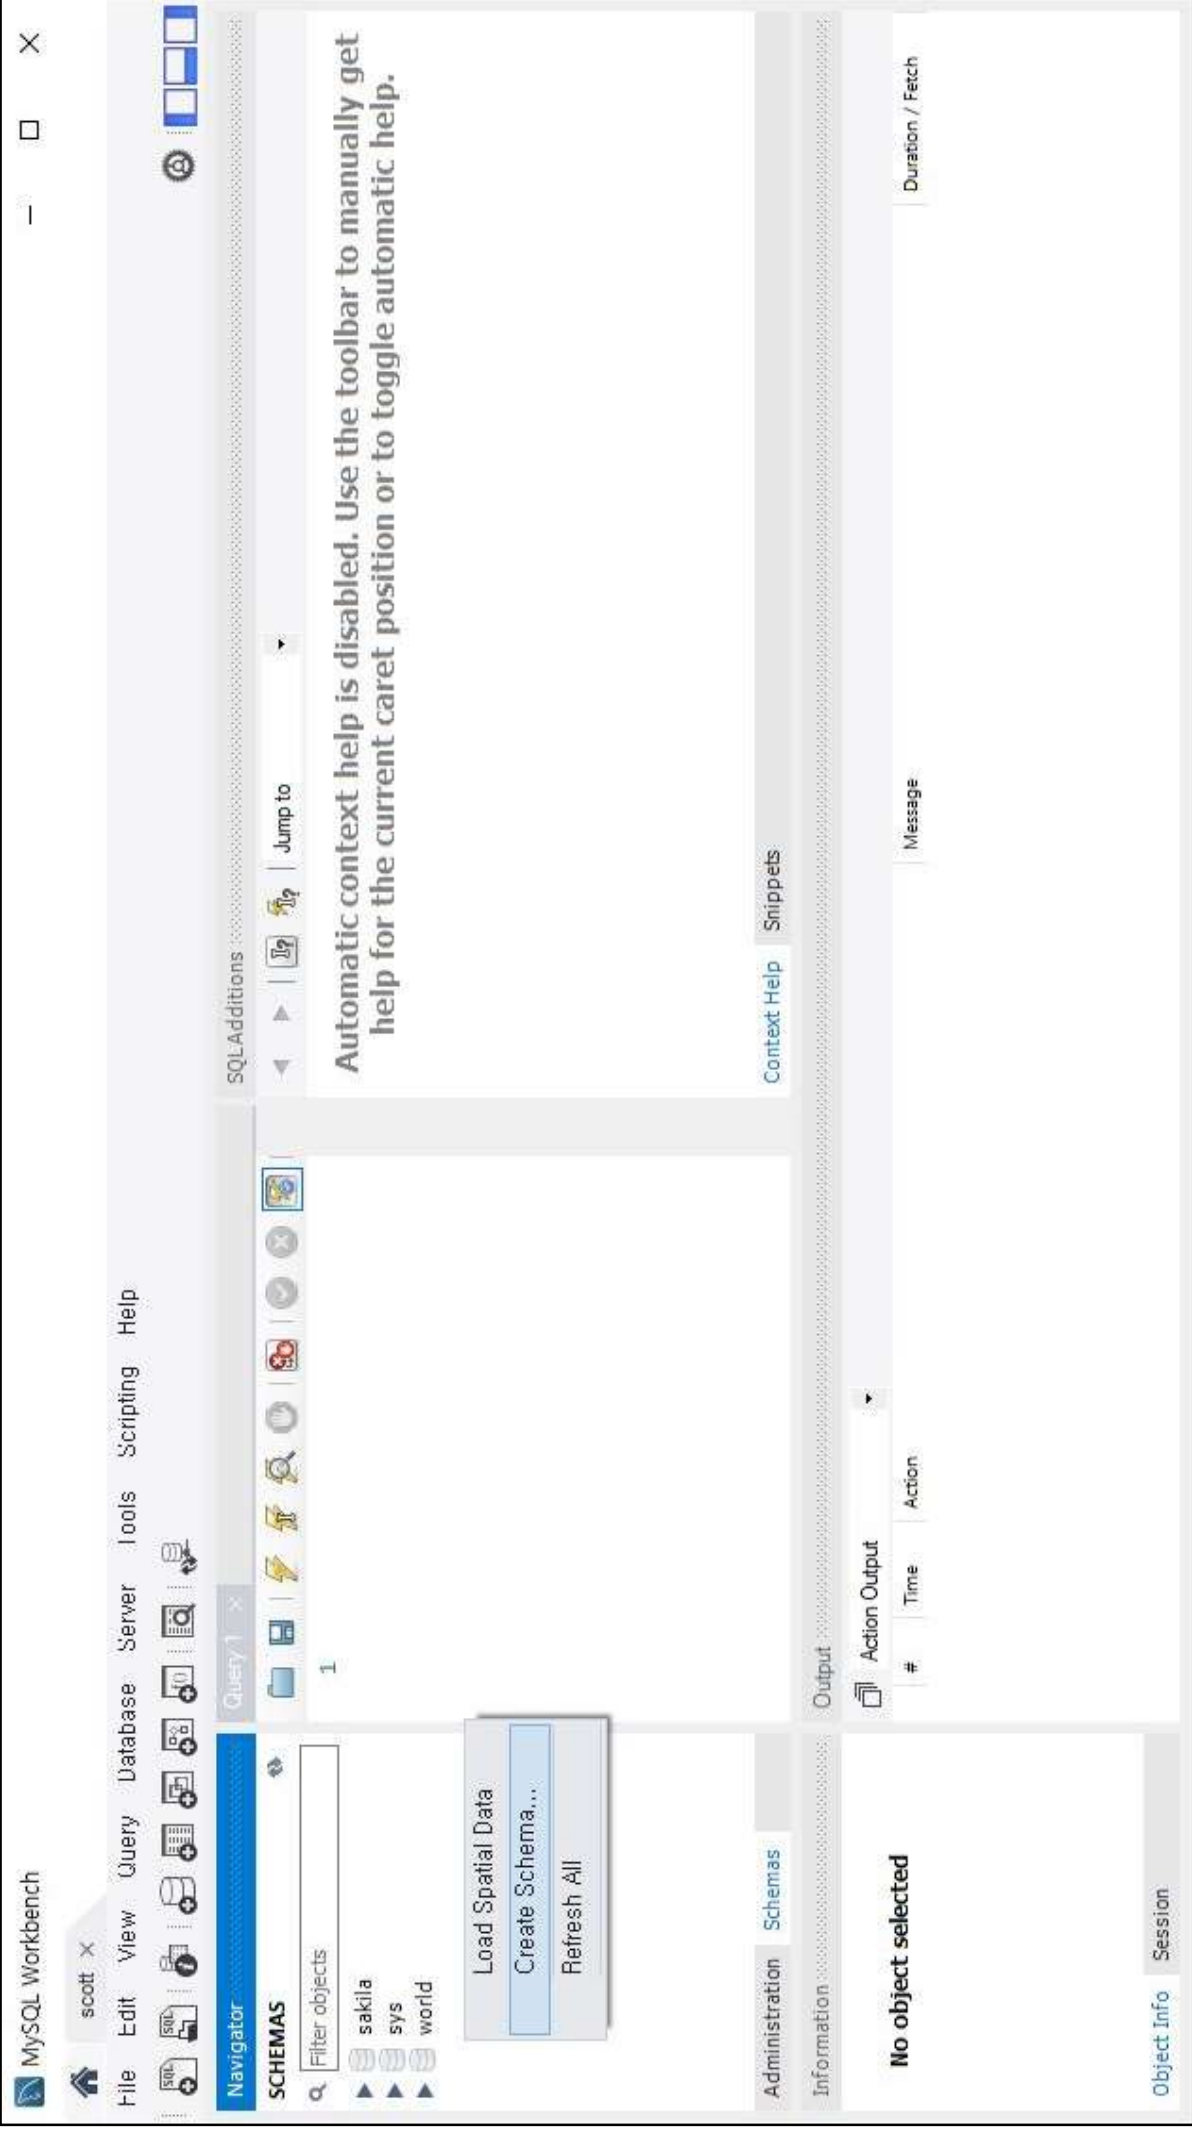 MySQL Workbench
scott
File Edit View Query Database Server Tools Scripting Help
Navigator
SCHEMAS
Filter objects
sakila
sys
world
Load Spatial Data
Create Schema...
Refresh All
Administration Schemas
Information
No object selected
Object Info Session
Query 1
1
SQLAdditions
Jump to
Automatic context help is disabled. Use the toolbar to manually get
help for the current caret position or to toggle automatic help.
Context Help Snippets
Output
Action Output
# Time Action Message Duration / Fetch